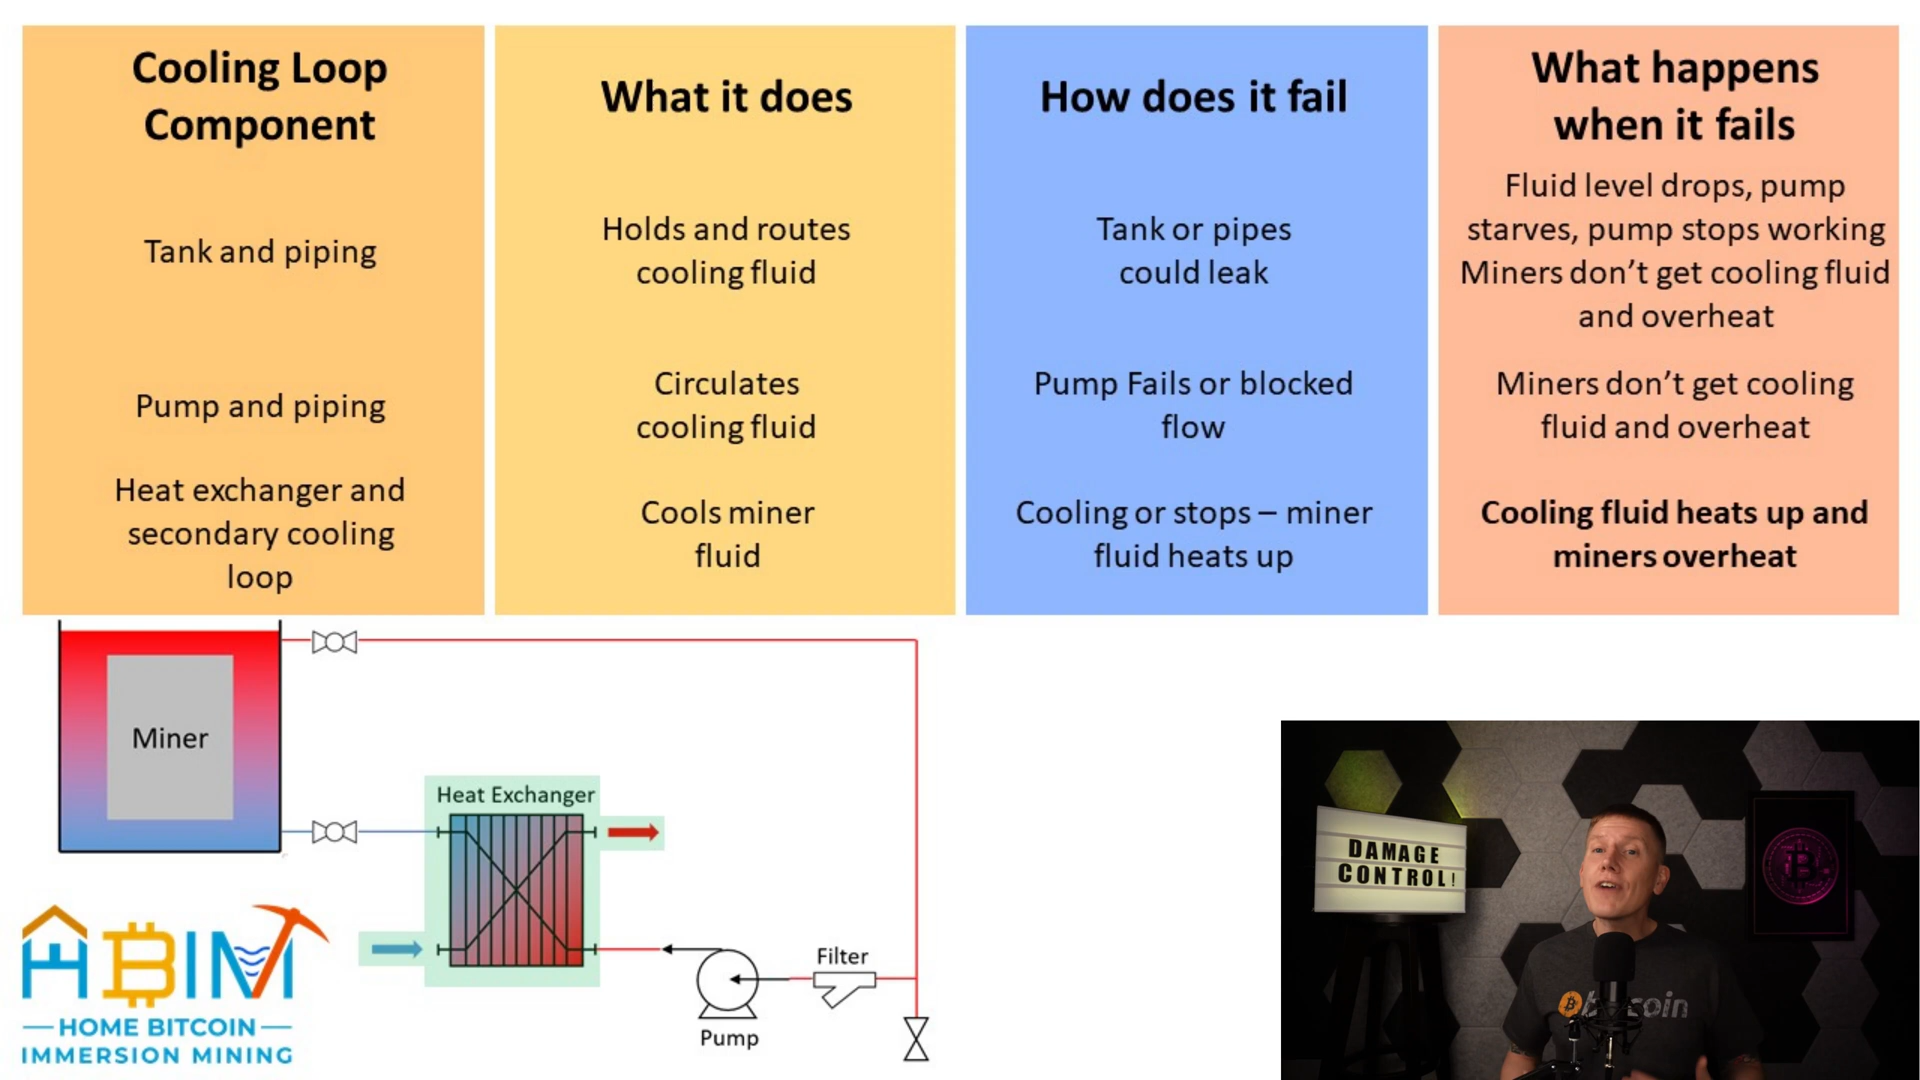 Cooling Loop
Component
What it does
How does it fail
What happens
when it fails
Tank and piping
Holds and routes
cooling fluid
Tank or pipes
could leak
Fluid level drops, pump
starves, pump stops working
Miners don’t get cooling fluid
and overheat
Pump and piping
Circulates
cooling fluid
Pump Fails or blocked
flow
Miners don’t get cooling
fluid and overheat
Heat exchanger and
secondary cooling
loop
Cools miner
fluid
Cooling or stops – miner
fluid heats up
Cooling fluid heats up and
miners overheat
Miner
Heat Exchanger
Filter
Pump
HBIM
HOME BITCOIN
IMMERSION MINING
DAMAGE
CONTROL!
bitcoin